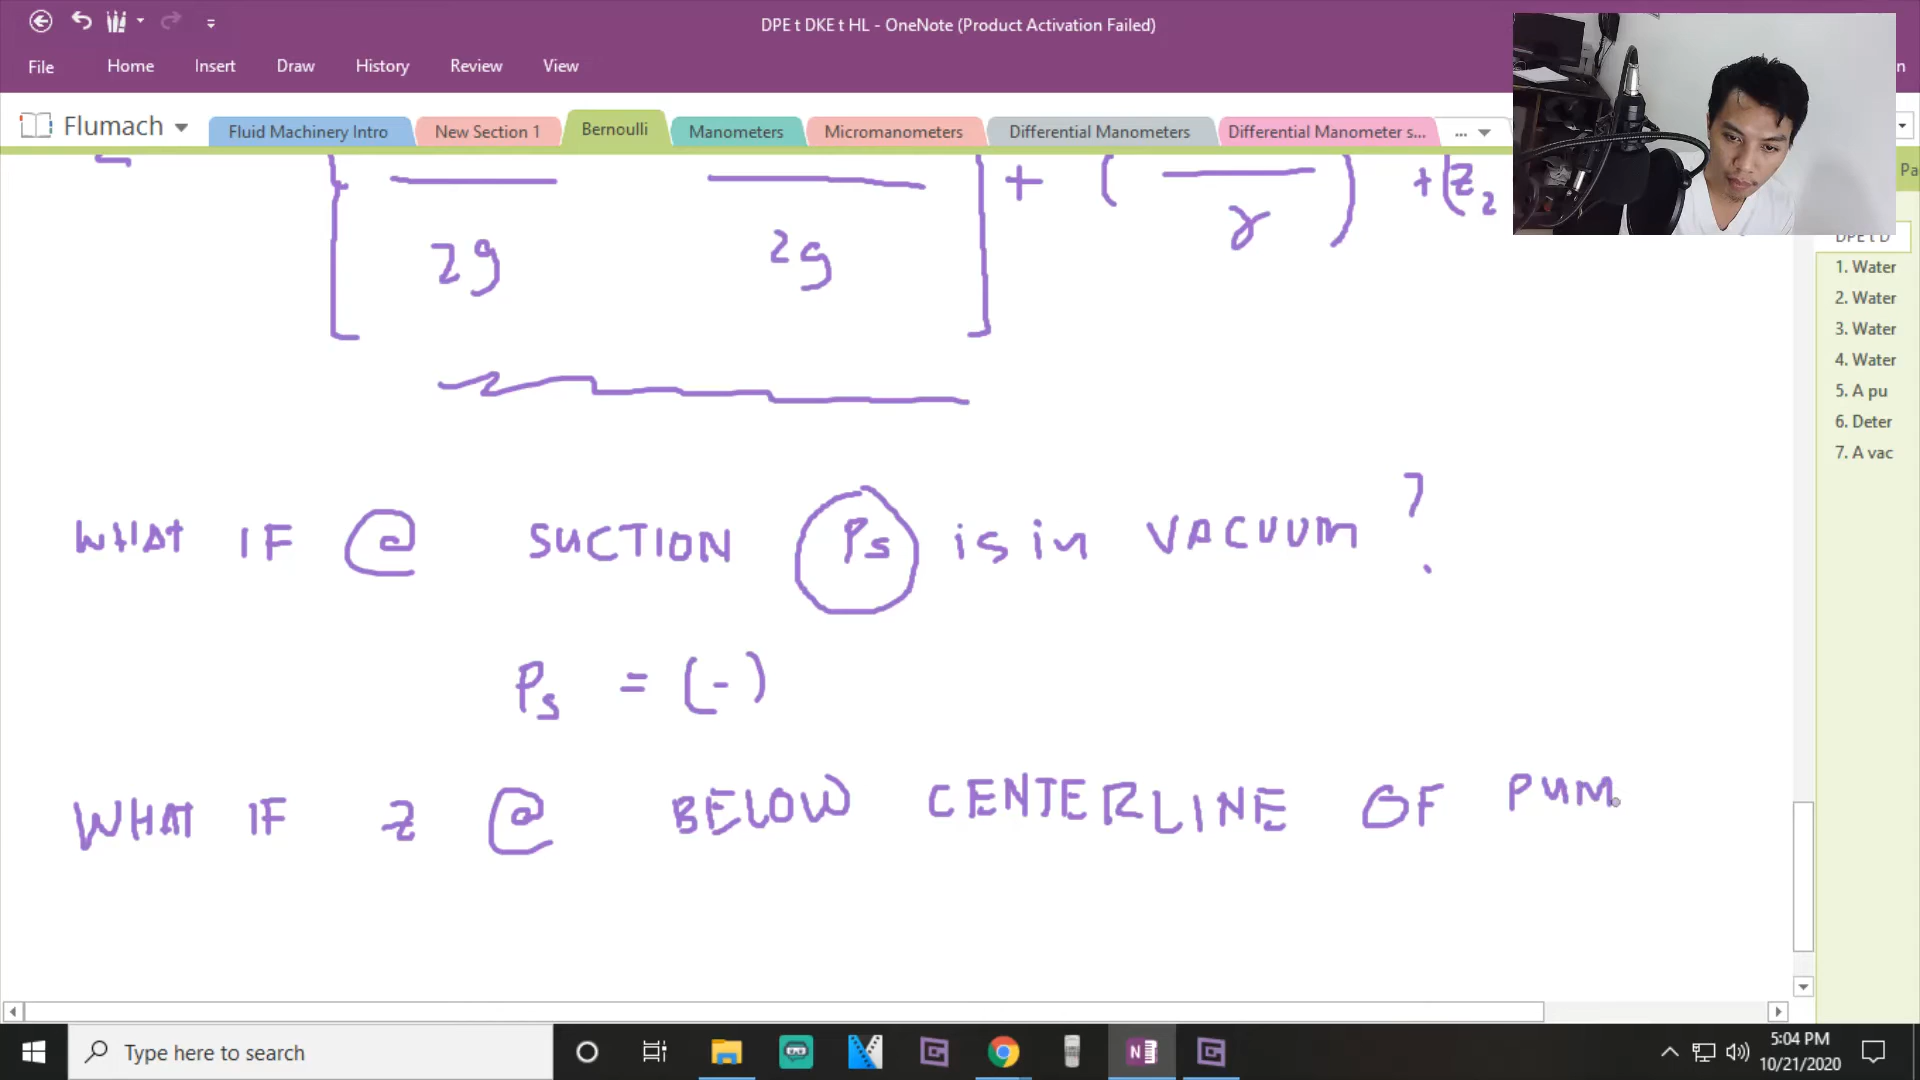 DPE t DKE t HL - OneNote (Product Activation Failed)
File Home Insert Draw History Review View
Flumach Fluid Machinery Intro New Section 1 Bernoulli Manometers Micromanometers Differential Manometers Differential Manometer s... ...
+ ( ) + (z2
2g 2g γ
DPE t D
1. Water
2. Water
3. Water
4. Water
5. A pu
6. Deter
7. A vac
WHAT IF @ SUCTION Ps is in VACUUM ?
Ps = (-)
WHAT IF Z @ BELOW CENTERLINE OF PUM
Type here to search
5:04 PM
10/21/2020